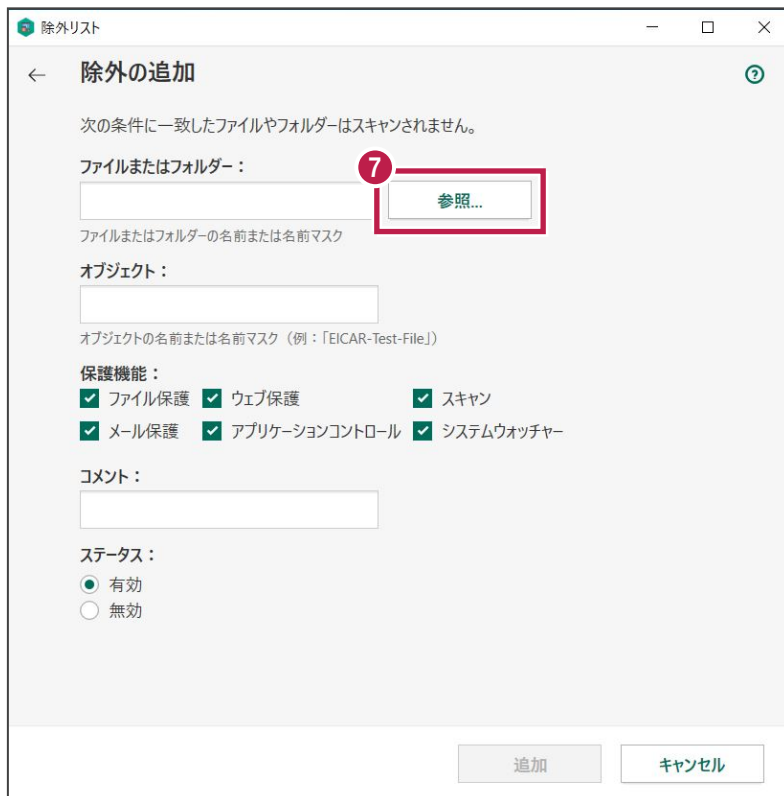 除外リスト
除外の追加
次の条件に一致したファイルやフォルダーはスキャンされません。
ファイルまたはフォルダー：
7
参照...
ファイルまたはフォルダーの名前または名前マスク
オブジェクト：
オブジェクトの名前または名前マスク（例：「EICAR-Test-File」）
保護機能：
ファイル保護 ウェブ保護 スキャン
メール保護 アプリケーションコントロール システムウォッチャー
コメント：
ステータス：
有効
無効
追加 キャンセル